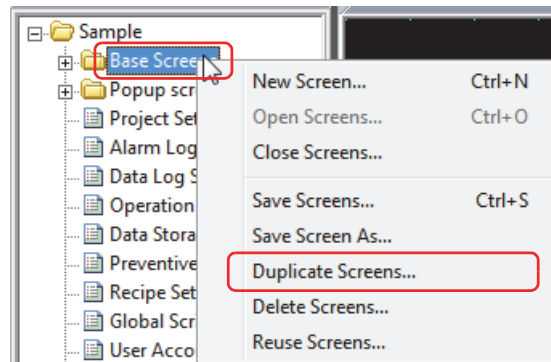 Sample
Base Scree
Popup scr
Project Set
Alarm Log
Data Log S
Operation
Data Stora
Preventive
Recipe Set
Global Scri
User Acco
New Screen... Ctrl+N
Open Screens... Ctrl+O
Close Screens...
Save Screens... Ctrl+S
Save Screen As...
Duplicate Screens...
Delete Screens...
Reuse Screens...